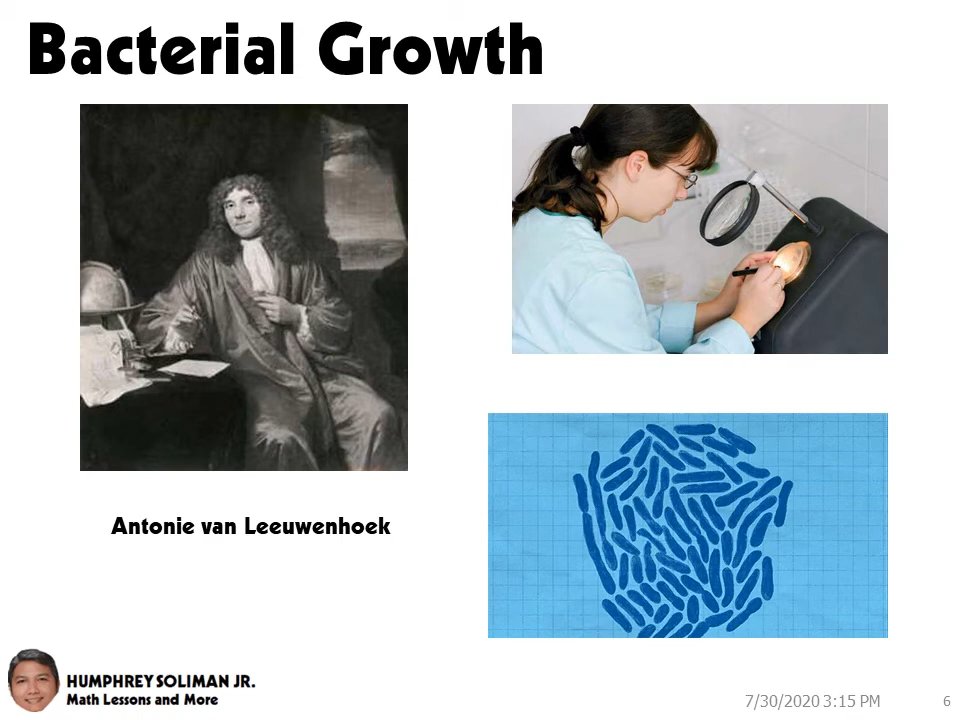 Bacterial Growth
Antonie van Leeuwenhoek
HUMPHREY SOLIMAN JR.
Math Lessons and More
7/30/2020 3:15 PM
6